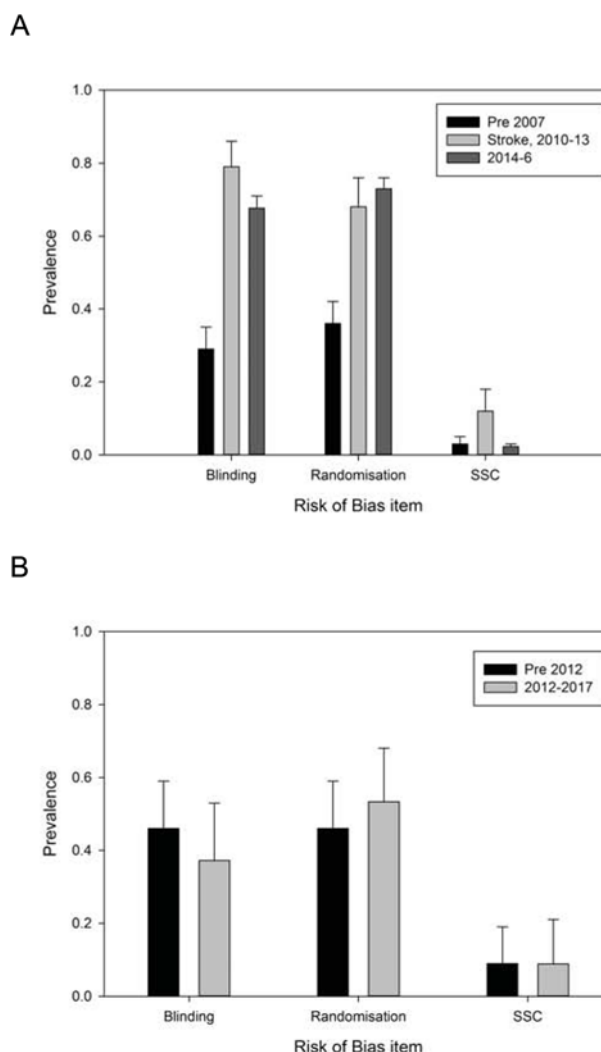 A
1.0
0.8
0.6
0.4
0.2
0.0
Prevalence
Pre 2007
Stroke, 2010-13
2014-6
Blinding Randomisation SSC
Risk of Bias item
B
1.0
0.8
0.6
0.4
0.2
0.0
Prevalence
Pre 2012
2012-2017
Blinding Randomisation SSC
Risk of Bias item